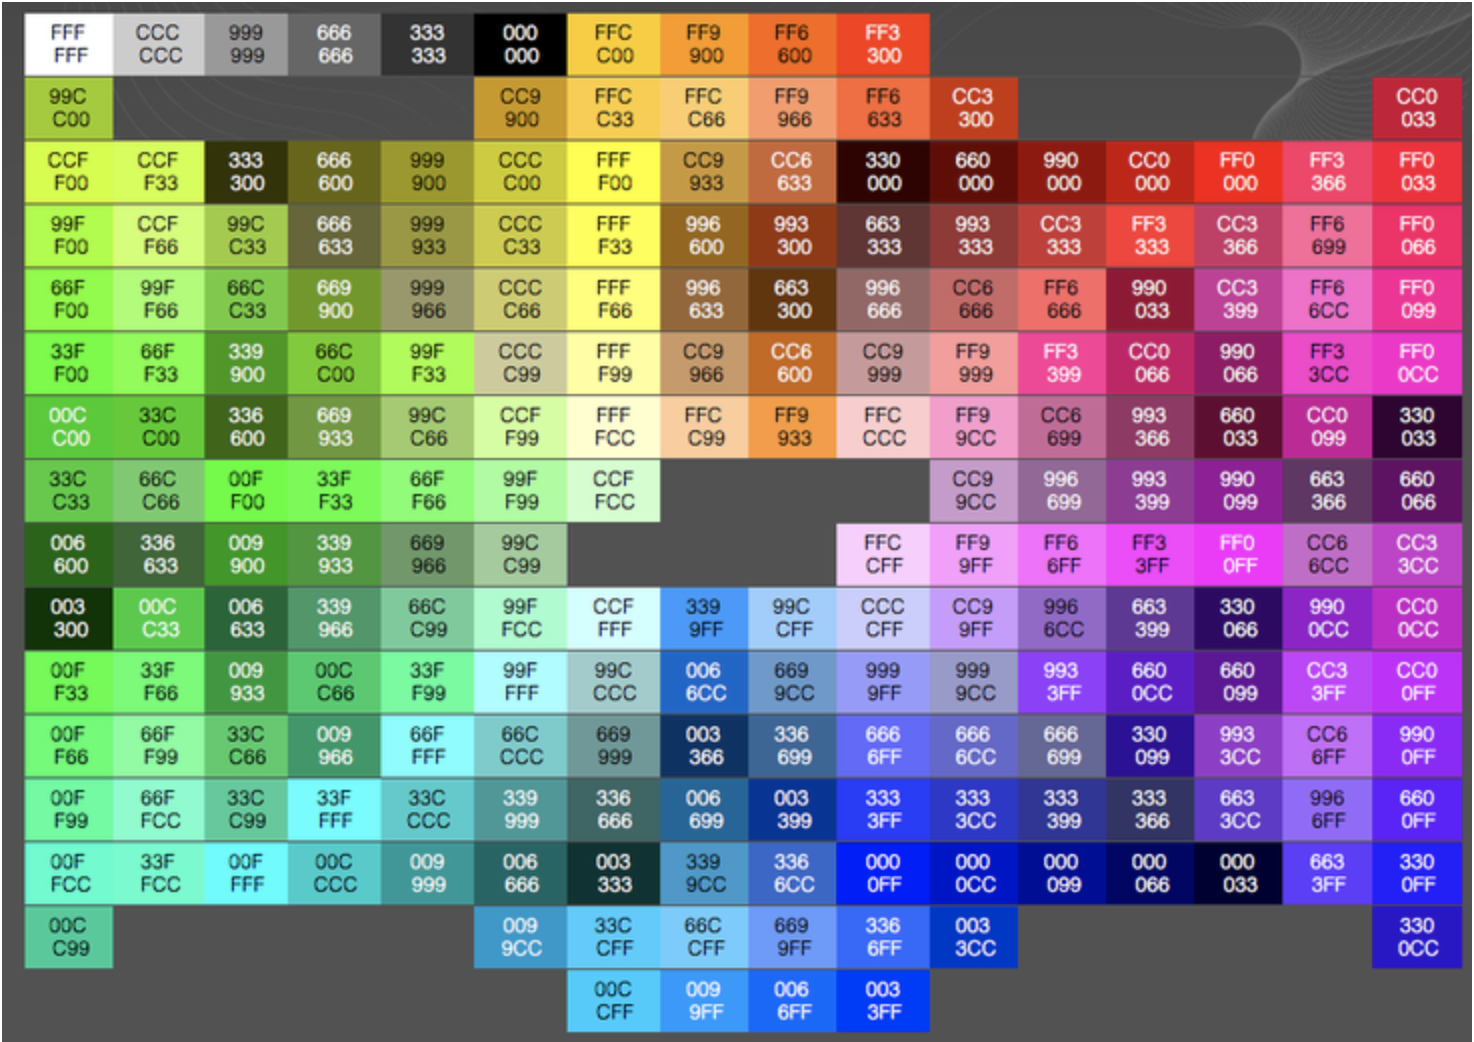 FFF CCC 999 666 333 000 FFC FF9 FF6 FF3
FFF CCC 999 666 333 000 C00 900 600 300
99C CC9 FFC FFC FF9 FF6 CC3 CC0
C00 900 C33 C66 966 633 300 033
CCF CCF 333 666 999 CCC FFF CC9 CC6 330 660 990 CC0 FF0 FF3 FF0
F00 F33 300 600 900 C00 F00 933 633 000 000 000 000 000 366 033
99F CCF 99C 666 999 CCC FFF 996 993 663 993 CC3 FF3 CC3 FF6 FF0
F00 F66 C33 633 933 C33 F33 600 300 333 333 333 333 366 699 066
66F 99F 66C 669 999 CCC FFF 996 663 996 CC6 FF6 990 CC3 FF6 FF0
F00 F66 C33 900 966 C66 F66 633 300 666 666 666 033 399 6CC 099
33F 66F 339 66C 99F CCC FFF CC9 CC6 CC9 FF9 FF3 CC0 990 FF3 FF0
F00 F33 900 C00 F33 C99 F99 966 600 999 999 399 066 066 3CC 0CC
00C 33C 336 669 99C CCF FFF FFC FF9 FFC FF9 CC6 993 660 CC0 330
C00 C00 600 933 C66 F99 FCC C99 933 CCC 9CC 699 366 033 099 033
33C 66C 00F 33F 66F 99F CCF CC9 996 993 990 663 660
C33 C66 F00 F33 F66 F99 FCC 9CC 699 399 099 366 066
006 336 009 339 669 99C FFC FF9 FF6 FF3 FF0 CC6 CC3
600 633 900 933 966 C99 CFF 9FF 6FF 3FF 0FF 6CC 3CC
003 00C 006 339 66C 99F CCF 339 99C CCC CC9 996 663 330 990 CC0
300 C33 633 966 C99 FCC FFF 9FF CFF CFF 9FF 6CC 399 066 0CC 0CC
00F 33F 009 00C 33F 99F 99C 006 669 999 999 993 660 660 CC3 CC0
F33 F66 933 C66 F99 FFF CCC 6CC 9CC 9FF 9CC 3FF 0CC 099 3FF 0FF
00F 66F 33C 009 66F 66C 669 003 336 666 666 666 330 993 CC6 990
F66 F99 C66 966 FFF CCC 999 366 699 6FF 6CC 699 099 3CC 6FF 0FF
00F 66F 33C 33F 33C 339 336 006 003 333 333 333 333 663 996 660
F99 FCC C99 FFF CCC 999 666 699 399 3FF 3CC 399 366 3CC 6FF 0FF
00F 33F 00F 00C 009 006 003 339 336 000 000 000 000 000 663 330
FCC FCC FFF CCC 999 666 333 9CC 6CC 0FF 0CC 099 066 033 3FF 0FF
00C 009 33C 66C 669 336 003 330
C99 9CC CFF CFF 9FF 6FF 3CC 0CC
00C 009 006 003
CFF 9FF 6FF 3FF